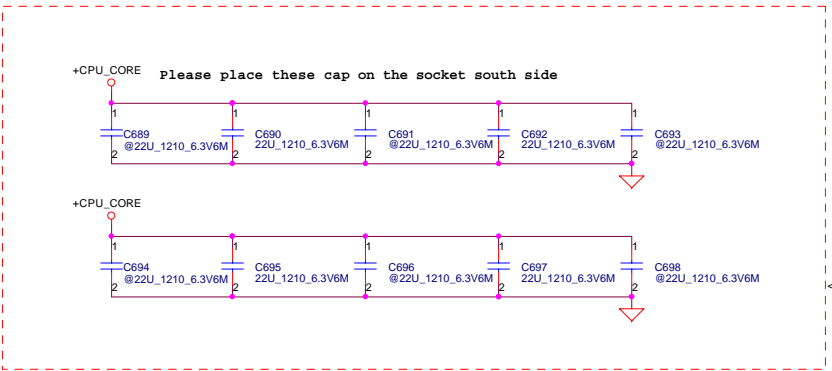 +CPU_CORE
Please place these cap on the socket south side
1 1 1 1 1
C689 C690 C691 C692 C693
@22U_1210_6.3V6M 22U_1210_6.3V6M @22U_1210_6.3V6M 22U_1210_6.3V6M @22U_1210_6.3V6M
2 2 2 2 2
+CPU_CORE
1 1 1 1 1
C694 C695 C696 C697 C698
@22U_1210_6.3V6M 22U_1210_6.3V6M @22U_1210_6.3V6M 22U_1210_6.3V6M @22U_1210_6.3V6M
2 2 2 2 2